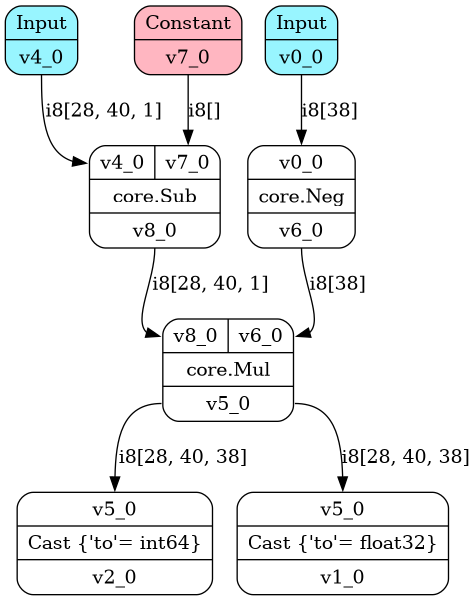 Input
v4_0
Constant
v7_0
Input
v0_0
i8[28, 40, 1]
i8[]
i8[38]
v4_0 v7_0
core.Sub
v8_0
v0_0
core.Neg
v6_0
i8[28, 40, 1]
i8[38]
v8_0 v6_0
core.Mul
v5_0
i8[28, 40, 38]
i8[28, 40, 38]
v5_0
Cast {'to'= int64}
v2_0
v5_0
Cast {'to'= float32}
v1_0